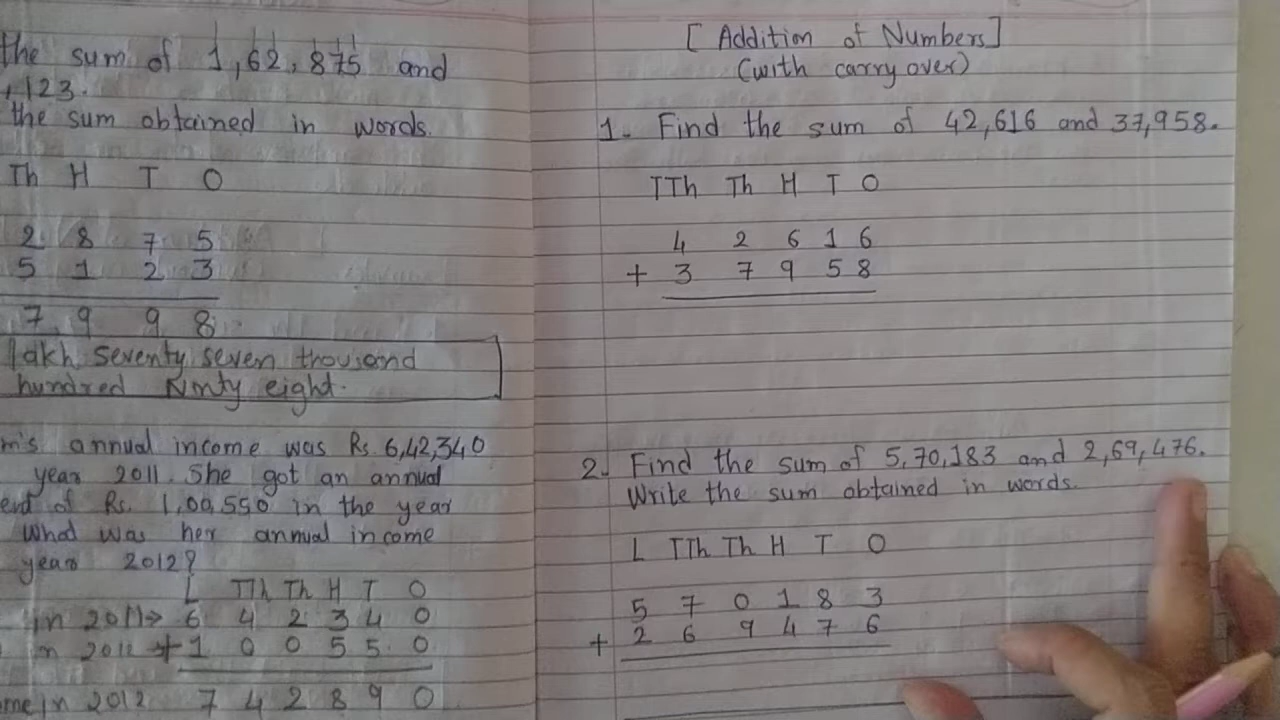 the sum of 1,62,875 and
,123.
the sum obtained in words.
Th H T O
2 8 7 5
5 1 2 3
7 9 9 8
lakh seventy seven thousand
hundred Ninty eight.
m's annual income was Rs. 6,42,340
year 2011. She got an annual
of Rs. 1,00,550 in the year
What was her annual income
year 2012?
L TTh Th H T O
in 2011→ 6 4 2 3 4 0
+ 1 0 0 5 5 0
in 2012 7 4 2 8 9 0
[Addition of Numbers]
(with carry over)
1. Find the sum of 42,616 and 37,958.
TTh Th H T O
4 2 6 1 6
+ 3 7 9 5 8
2. Find the sum of 5,70,183 and 2,69,476.
Write the sum obtained in words.
L TTh Th H T O
5 7 0 1 8 3
+ 2 6 9 4 7 6